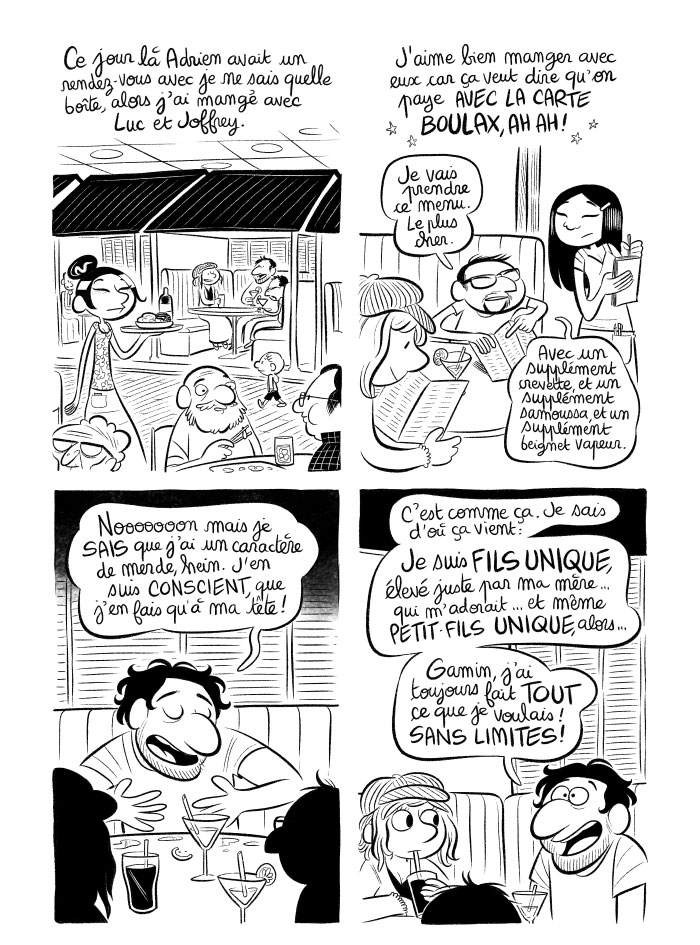 Ce jour là Adrien avait un
rendez-vous avec je ne sais quelle
boîte, alors j'ai mangé avec
Luc et Joffrey.
J'aime bien manger avec
eux car ça veut dire qu'on
paye AVEC LA CARTE
BOULAX, AH AH!
Je vais
prendre
ce menu.
Le plus
cher.
Avec un
supplément
crevette, et un
supplément
samoussa, et un
supplément
beignet vapeur.
Nooooooon mais je
SAIS que j'ai un caractère
de merde, hein. J'en
suis CONSCIENT, que
j'en fais qu'à ma tête!
C'est comme ça. Je sais
d'où ça vient:
Je suis FILS UNIQUE,
élevé juste par ma mère...
qui m'adorait... et même
PETIT-FILS UNIQUE, alors...
Gamin, j'ai
toujours fait TOUT
ce que je voulais!
SANS LIMITES!